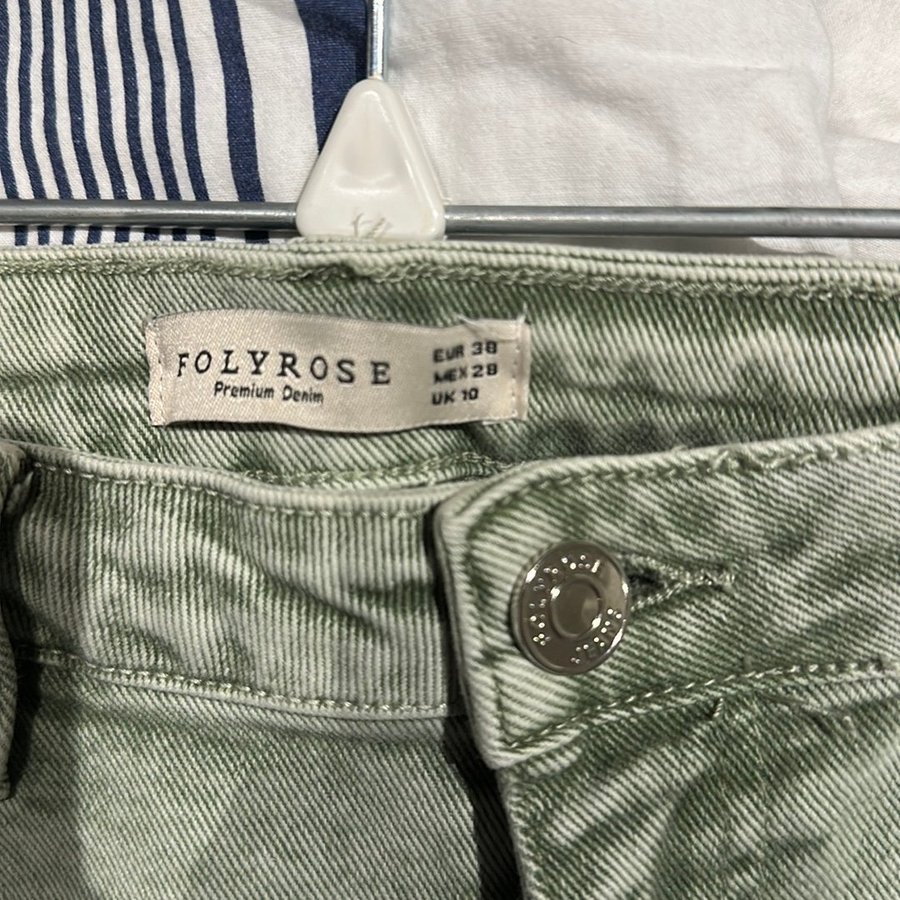 FOLYROSE
Premium Denim
EUR 38
MEX 28
UK 10